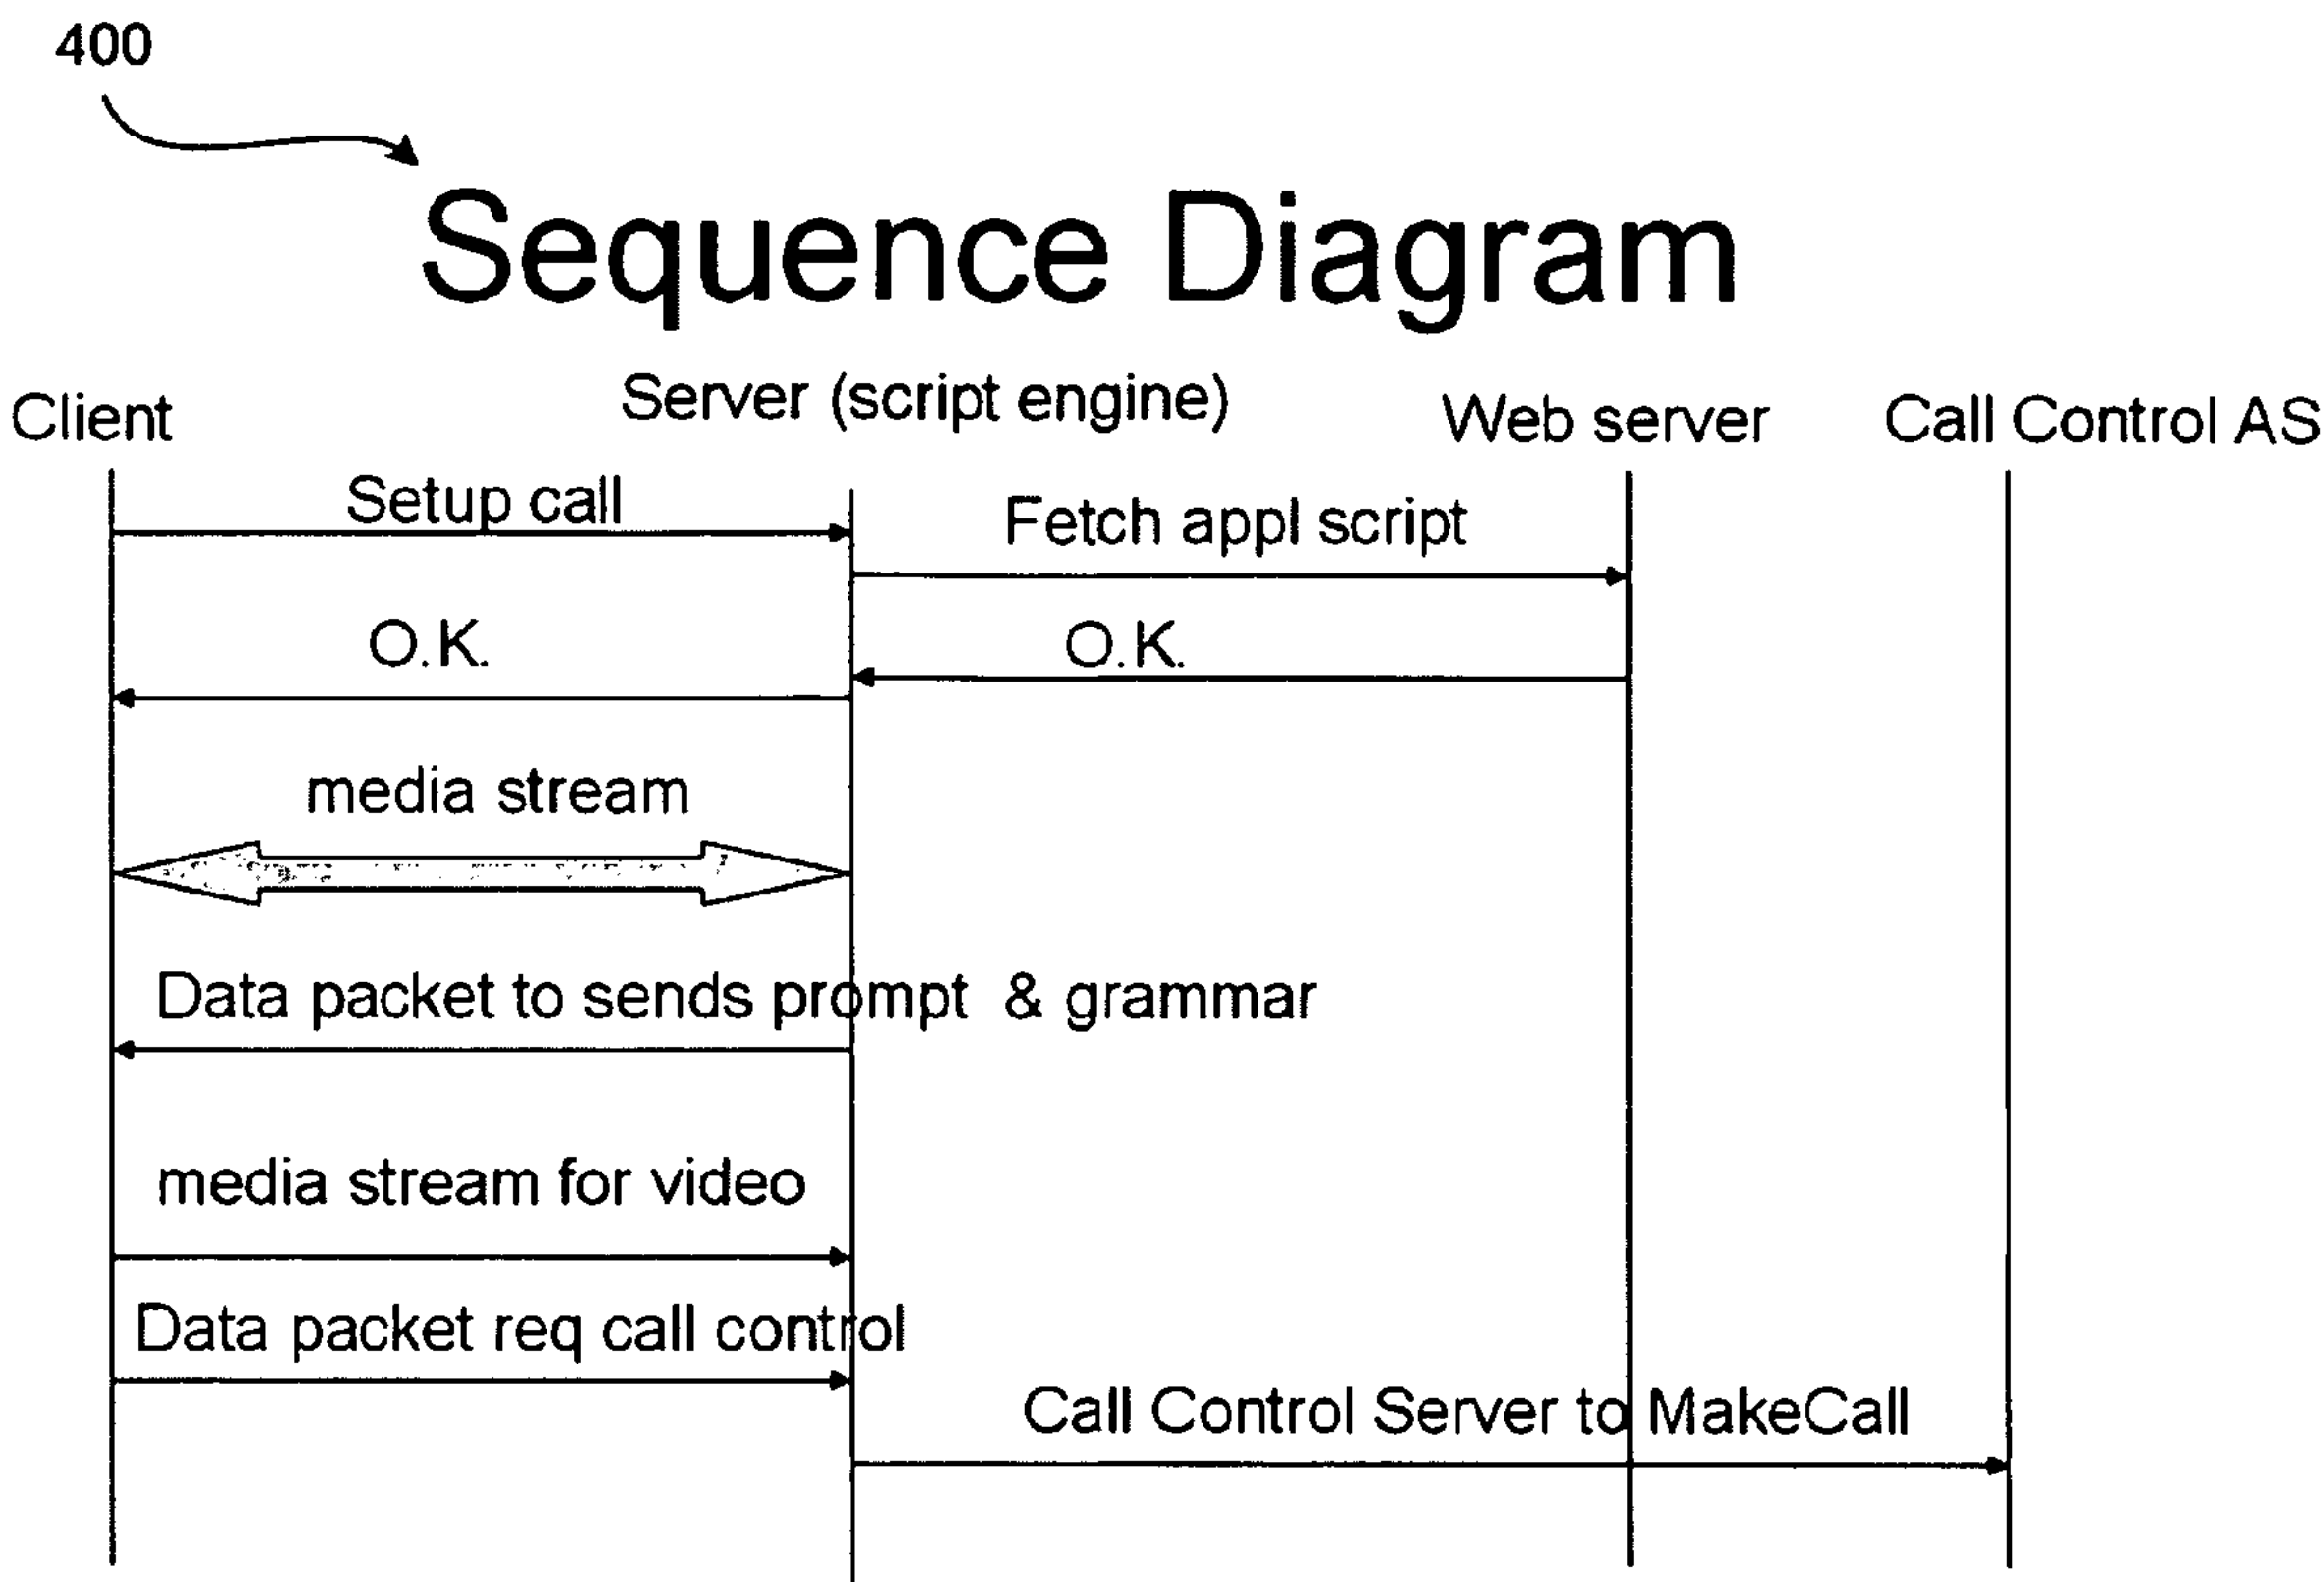 400
Sequence Diagram
Client
Server (script engine)
Web server
Call Control AS
Setup call
Fetch appl script
O.K.
O.K.
media stream
Data packet to sends prompt & grammar
media stream for video
Data packet req call control
Call Control Server to MakeCall